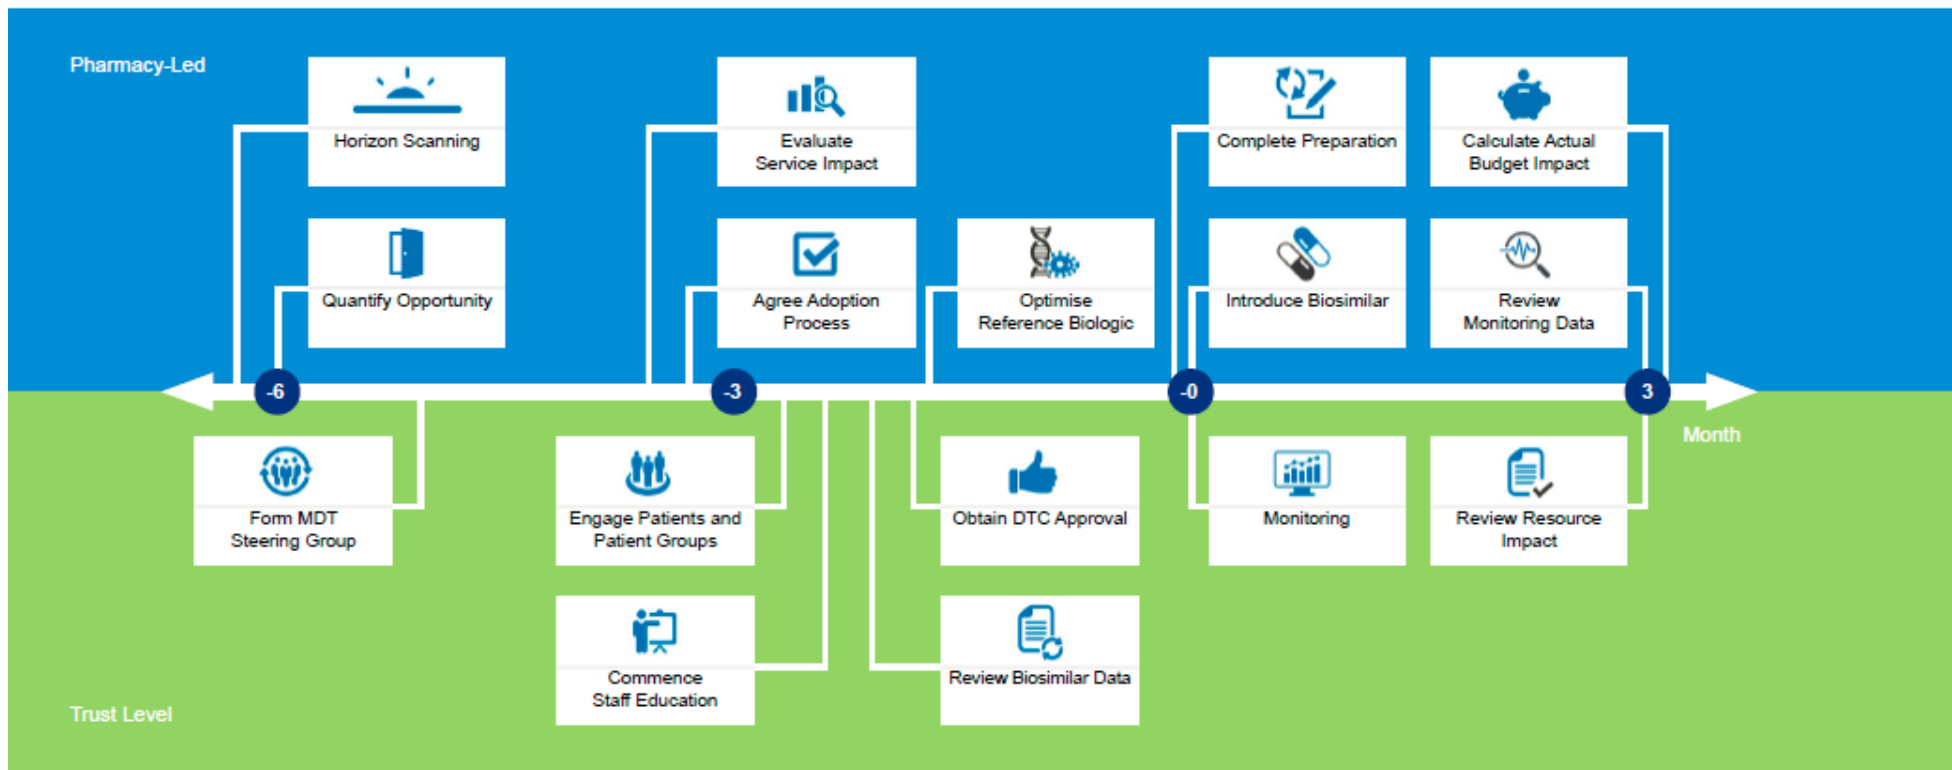 Pharmacy-Led
Horizon Scanning
Evaluate
Service Impact
Complete Preparation
Calculate Actual
Budget Impact
Quantify Opportunity
Agree Adoption
Process
Optimise
Reference Biologic
Introduce Biosimilar
Review
Monitoring Data
-6
-3
-0
3
Month
Form MDT
Steering Group
Engage Patients and
Patient Groups
Obtain DTC Approval
Monitoring
Review Resource
Impact
Commence
Staff Education
Review Biosimilar Data
Trust Level